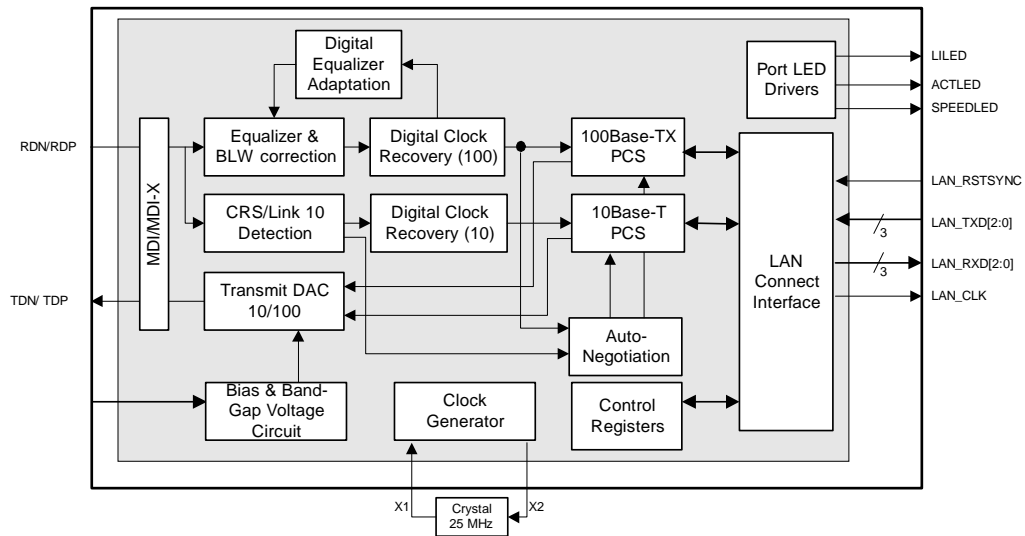 Digital
Equalizer
Adaptation
Port LED
Drivers
LILED
ACTLED
SPEEDLED
RDN/RDP
MDI/MDI-X
Equalizer &
BLW correction
Digital Clock
Recovery (100)
100Base-TX
PCS
LAN_RSTSYNC
CRS/Link 10
Detection
Digital Clock
Recovery (10)
10Base-T
PCS
LAN
Connect
Interface
3
LAN_TXD[2:0]
3
LAN_RXD[2:0]
LAN_CLK
TDN/ TDP
Transmit DAC
10/100
Auto-
Negotiation
Bias & Band-
Gap Voltage
Circuit
Clock
Generator
Control
Registers
X1
X2
Crystal
25 MHz